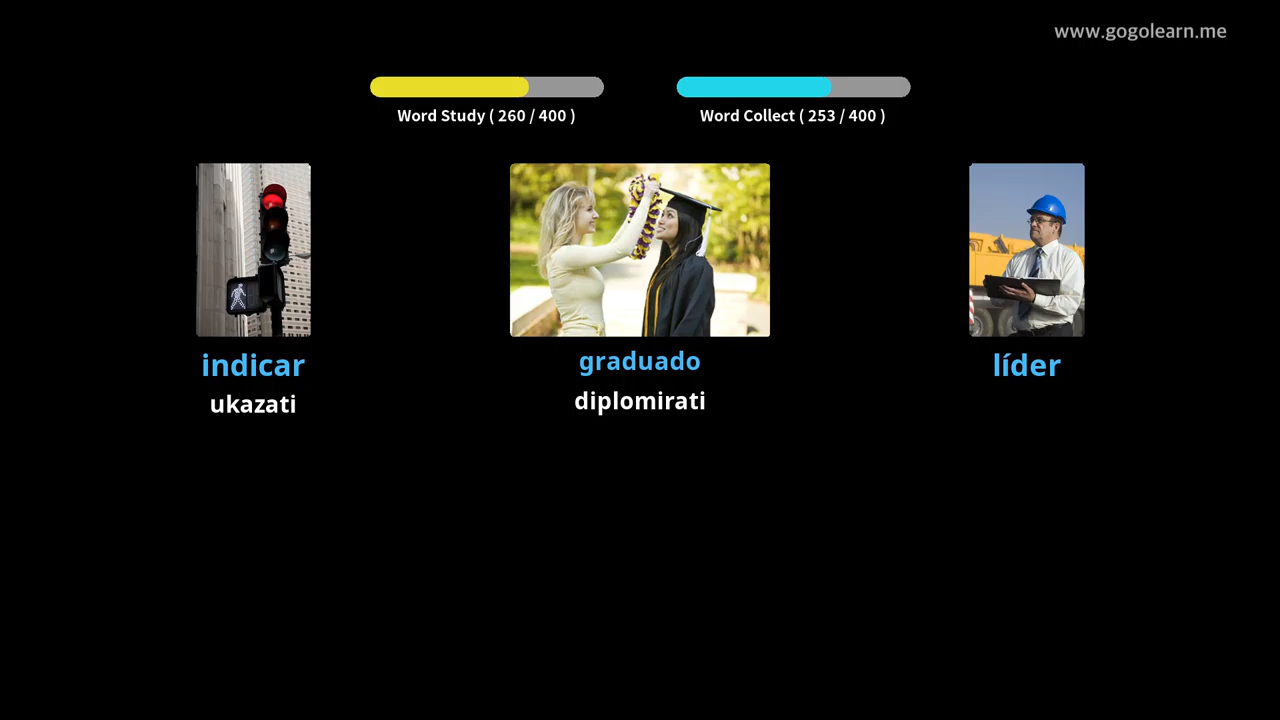 www.gogolearn.me
Word Study ( 260 / 400 )
Word Collect ( 253 / 400 )
indicar
ukazati
graduado
diplomirati
líder